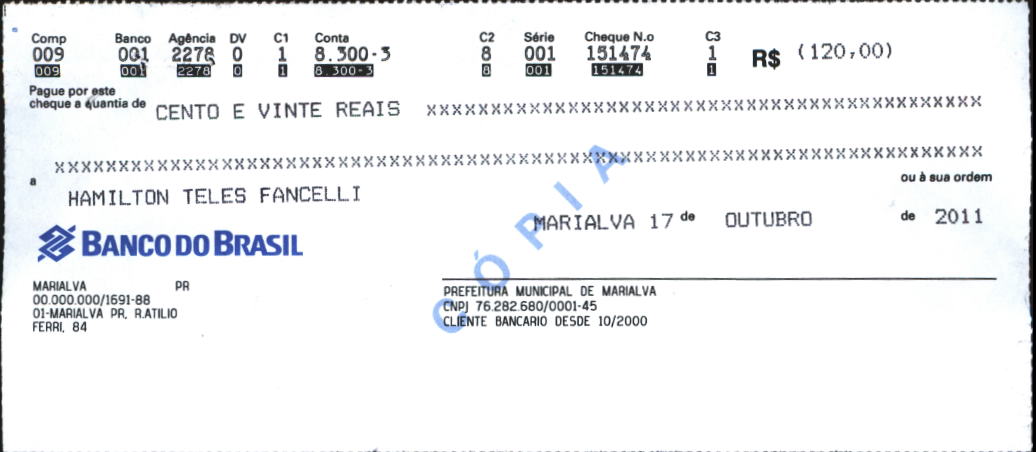 Comp Banco Agência DV C1 Conta C2 Série Cheque N.o C3
009 001 2278 0 1 8.300-3 8 001 151474 1 R$ (120,00)
009 001 2278 0 1 8.300-3 8 001 151474 1
Pague por este
cheque a quantia de CENTO E VINTE REAIS XXXXXXXXXXXXXXXXXXXXXXXXXXXXXXXXXXXXXXXXXXXXXXX
XXXXXXXXXXXXXXXXXXXXXXXXXXXXXXXXXXXXXXXXXXXXXXXXXXXXXXXXXXXXXXXXXXXXXXXXXXXXXX
a HAMILTON TELES FANCELLI ou à sua ordem
MARIALVA 17 de OUTUBRO de 2011
BANCO DO BRASIL
CÓPIA
MARIALVA PR
00.000.000/1691-88
01-MARIALVA PR, R.ATILIO
FERRI, 84
PREFEITURA MUNICIPAL DE MARIALVA
CNPJ 76.282.680/0001-45
CLIENTE BANCARIO DESDE 10/2000